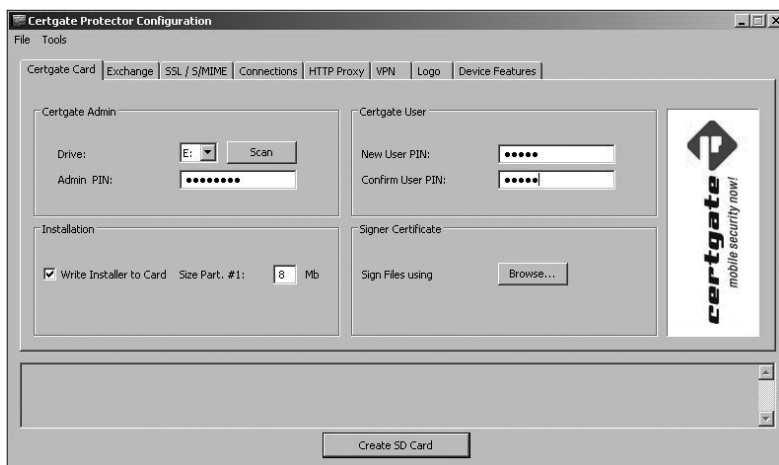 Certgate Protector Configuration
File Tools
Certgate Card Exchange SSL / S/MIME Connections HTTP Proxy VPN Logo Device Features
Certgate Admin
Drive: E: Scan
Admin PIN: ●●●●●●●●
Certgate User
New User PIN: ●●●●●
Confirm User PIN: ●●●●●
Installation
Write Installer to Card Size Part. #1: 8 Mb
Signer Certificate
Sign Files using Browse...
certgate
mobile security now!
Create SD Card